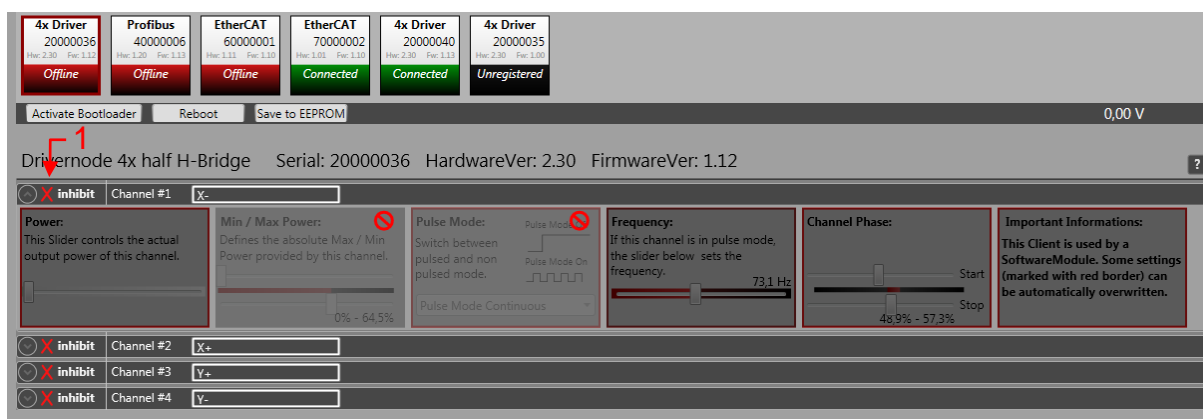 4x Driver
20000036
Hw: 2.30 Fw: 1.12
Offline
Profibus
40000006
Hw: 1.20 Fw: 1.13
Offline
EtherCAT
60000001
Hw: 1.11 Fw: 1.10
Offline
EtherCAT
70000002
Hw: 1.01 Fw: 1.10
Connected
4x Driver
20000040
Hw: 2.30 Fw: 1.13
Connected
4x Driver
20000035
Hw: 2.30 Fw: 1.00
Unregistered
Activate Bootloader Reboot Save to EEPROM 0,00 V
1
Drivernode 4x half H-Bridge Serial: 20000036 HardwareVer: 2.30 FirmwareVer: 1.12
?
X inhibit Channel #1 X-
Power:
This Slider controls the actual
output power of this channel.
Min / Max Power:
Defines the absolute Max / Min
Power provided by this channel.
0% - 64,5%
Pulse Mode:
Switch between
pulsed and non
pulsed mode.
Pulse Mode
Pulse Mode On
Pulse Mode Continuous
Frequency:
If this channel is in pulse mode,
the slider below sets the
frequency.
73,1 Hz
Channel Phase:
Start
Stop
48,9% - 57,3%
Important Informations:
This Client is used by a
SoftwareModule. Some settings
(marked with red border) can
be automatically overwritten.
X inhibit Channel #2 X+
X inhibit Channel #3 Y+
X inhibit Channel #4 Y-